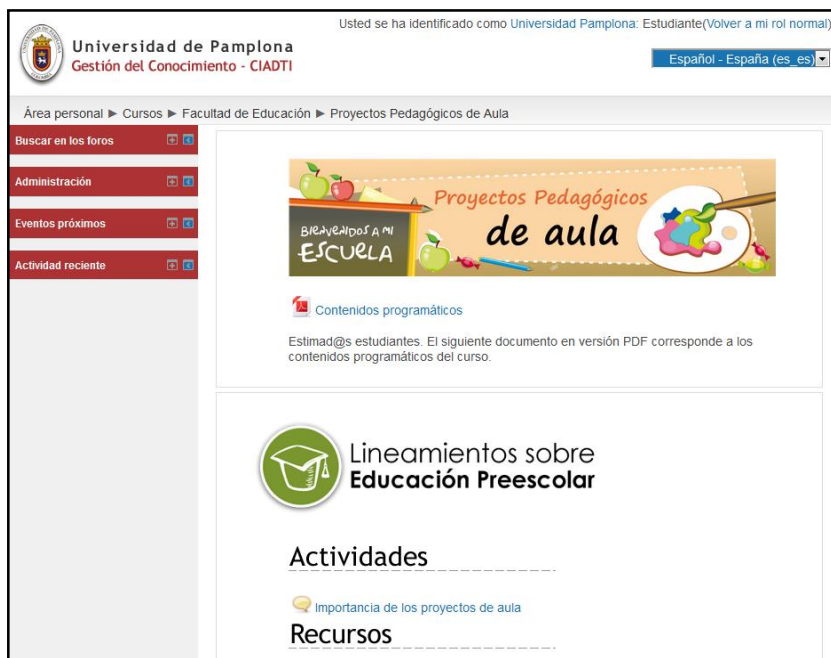 Usted se ha identificado como Universidad Pamplona: Estudiante(Volver a mi rol normal)
Universidad de Pamplona
Gestión del Conocimiento - CIADTI
Español - España (es_es)
Área personal ► Cursos ► Facultad de Educación ► Proyectos Pedagógicos de Aula
Buscar en los foros
Administración
Eventos próximos
Actividad reciente
Proyectos Pedagógicos
de aula
BIENVENIDOS A MI
ESCUELA
Contenidos programáticos
Estimad@s estudiantes. El siguiente documento en versión PDF corresponde a los
contenidos programáticos del curso.
Lineamientos sobre
Educación Preescolar
Actividades
Importancia de los proyectos de aula
Recursos